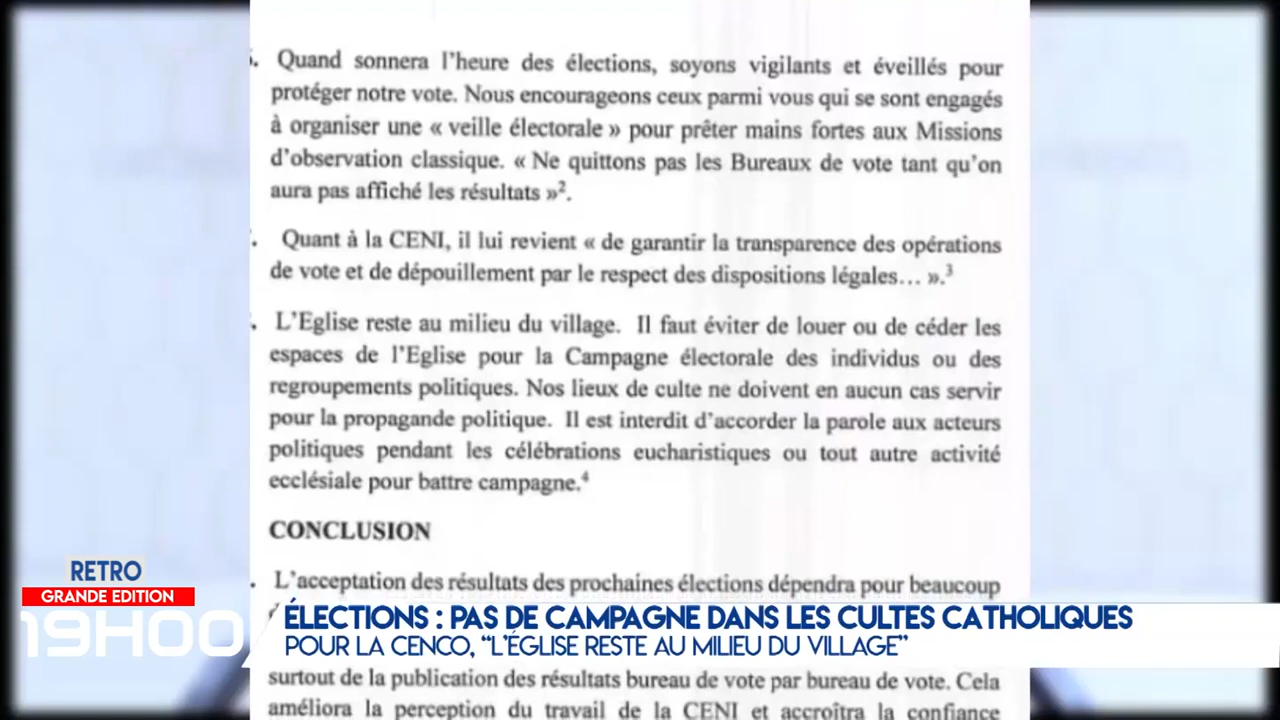 . Quand sonnera l'heure des élections, soyons vigilants et éveillés pour
protéger notre vote. Nous encourageons ceux parmi vous qui se sont engagés
à organiser une « veille électorale » pour prêter mains fortes aux Missions
d'observation classique. « Ne quittons pas les Bureaux de vote tant qu'on
aura pas affiché les résultats »².
. Quant à la CENI, il lui revient « de garantir la transparence des opérations
de vote et de dépouillement par le respect des dispositions légales… ».³
. L'Eglise reste au milieu du village. Il faut éviter de louer ou de céder les
espaces de l'Eglise pour la Campagne électorale des individus ou des
regroupements politiques. Nos lieux de culte ne doivent en aucun cas servir
pour la propagande politique. Il est interdit d'accorder la parole aux acteurs
politiques pendant les célébrations eucharistiques ou tout autre activité
ecclésiale pour battre campagne.⁴
CONCLUSION
. L'acceptation des résultats des prochaines élections dépendra pour beaucoup
RETRO
GRANDE EDITION
19H00
ÉLECTIONS : PAS DE CAMPAGNE DANS LES CULTES CATHOLIQUES
POUR LA CENCO, “L'ÉGLISE RESTE AU MILIEU DU VILLAGE”
surtout de la publication des résultats bureau de vote par bureau de vote. Cela
améliora la perception du travail de la CENI et accroîtra la confiance